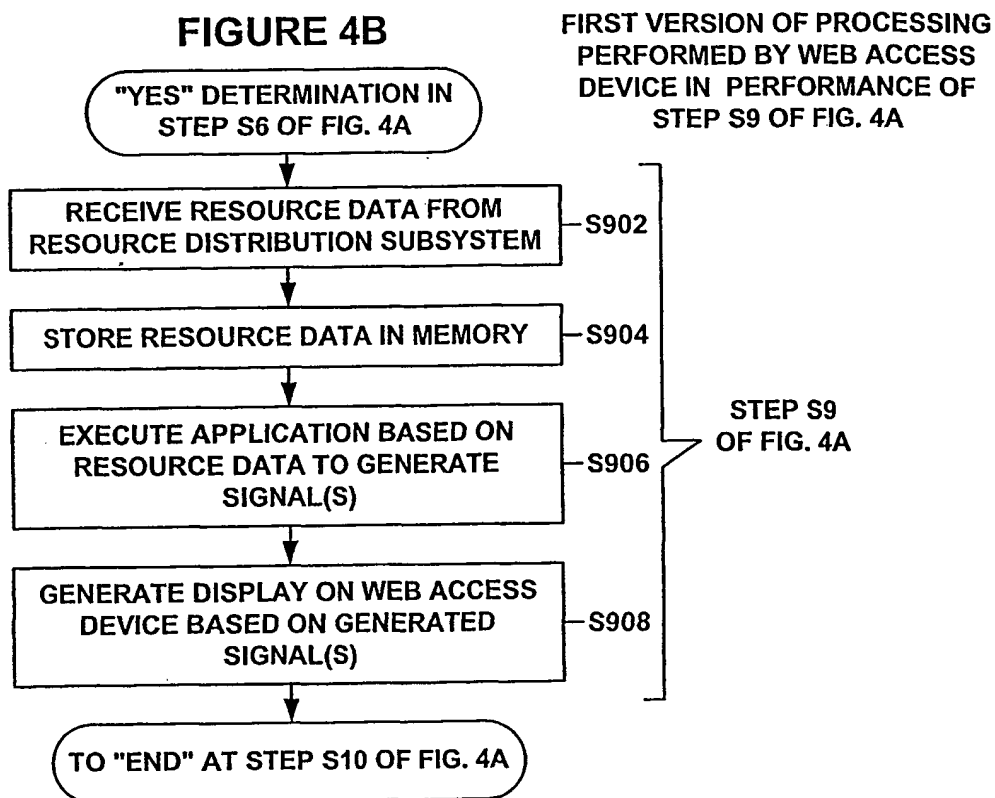 FIGURE 4B
FIRST VERSION OF PROCESSING
PERFORMED BY WEB ACCESS
DEVICE IN PERFORMANCE OF
STEP S9 OF FIG. 4A
"YES" DETERMINATION IN
STEP S6 OF FIG. 4A
RECEIVE RESOURCE DATA FROM
RESOURCE DISTRIBUTION SUBSYSTEM
S902
STORE RESOURCE DATA IN MEMORY
S904
EXECUTE APPLICATION BASED ON
RESOURCE DATA TO GENERATE
SIGNAL(S)
S906
GENERATE DISPLAY ON WEB ACCESS
DEVICE BASED ON GENERATED
SIGNAL(S)
S908
STEP S9
OF FIG. 4A
TO "END" AT STEP S10 OF FIG. 4A